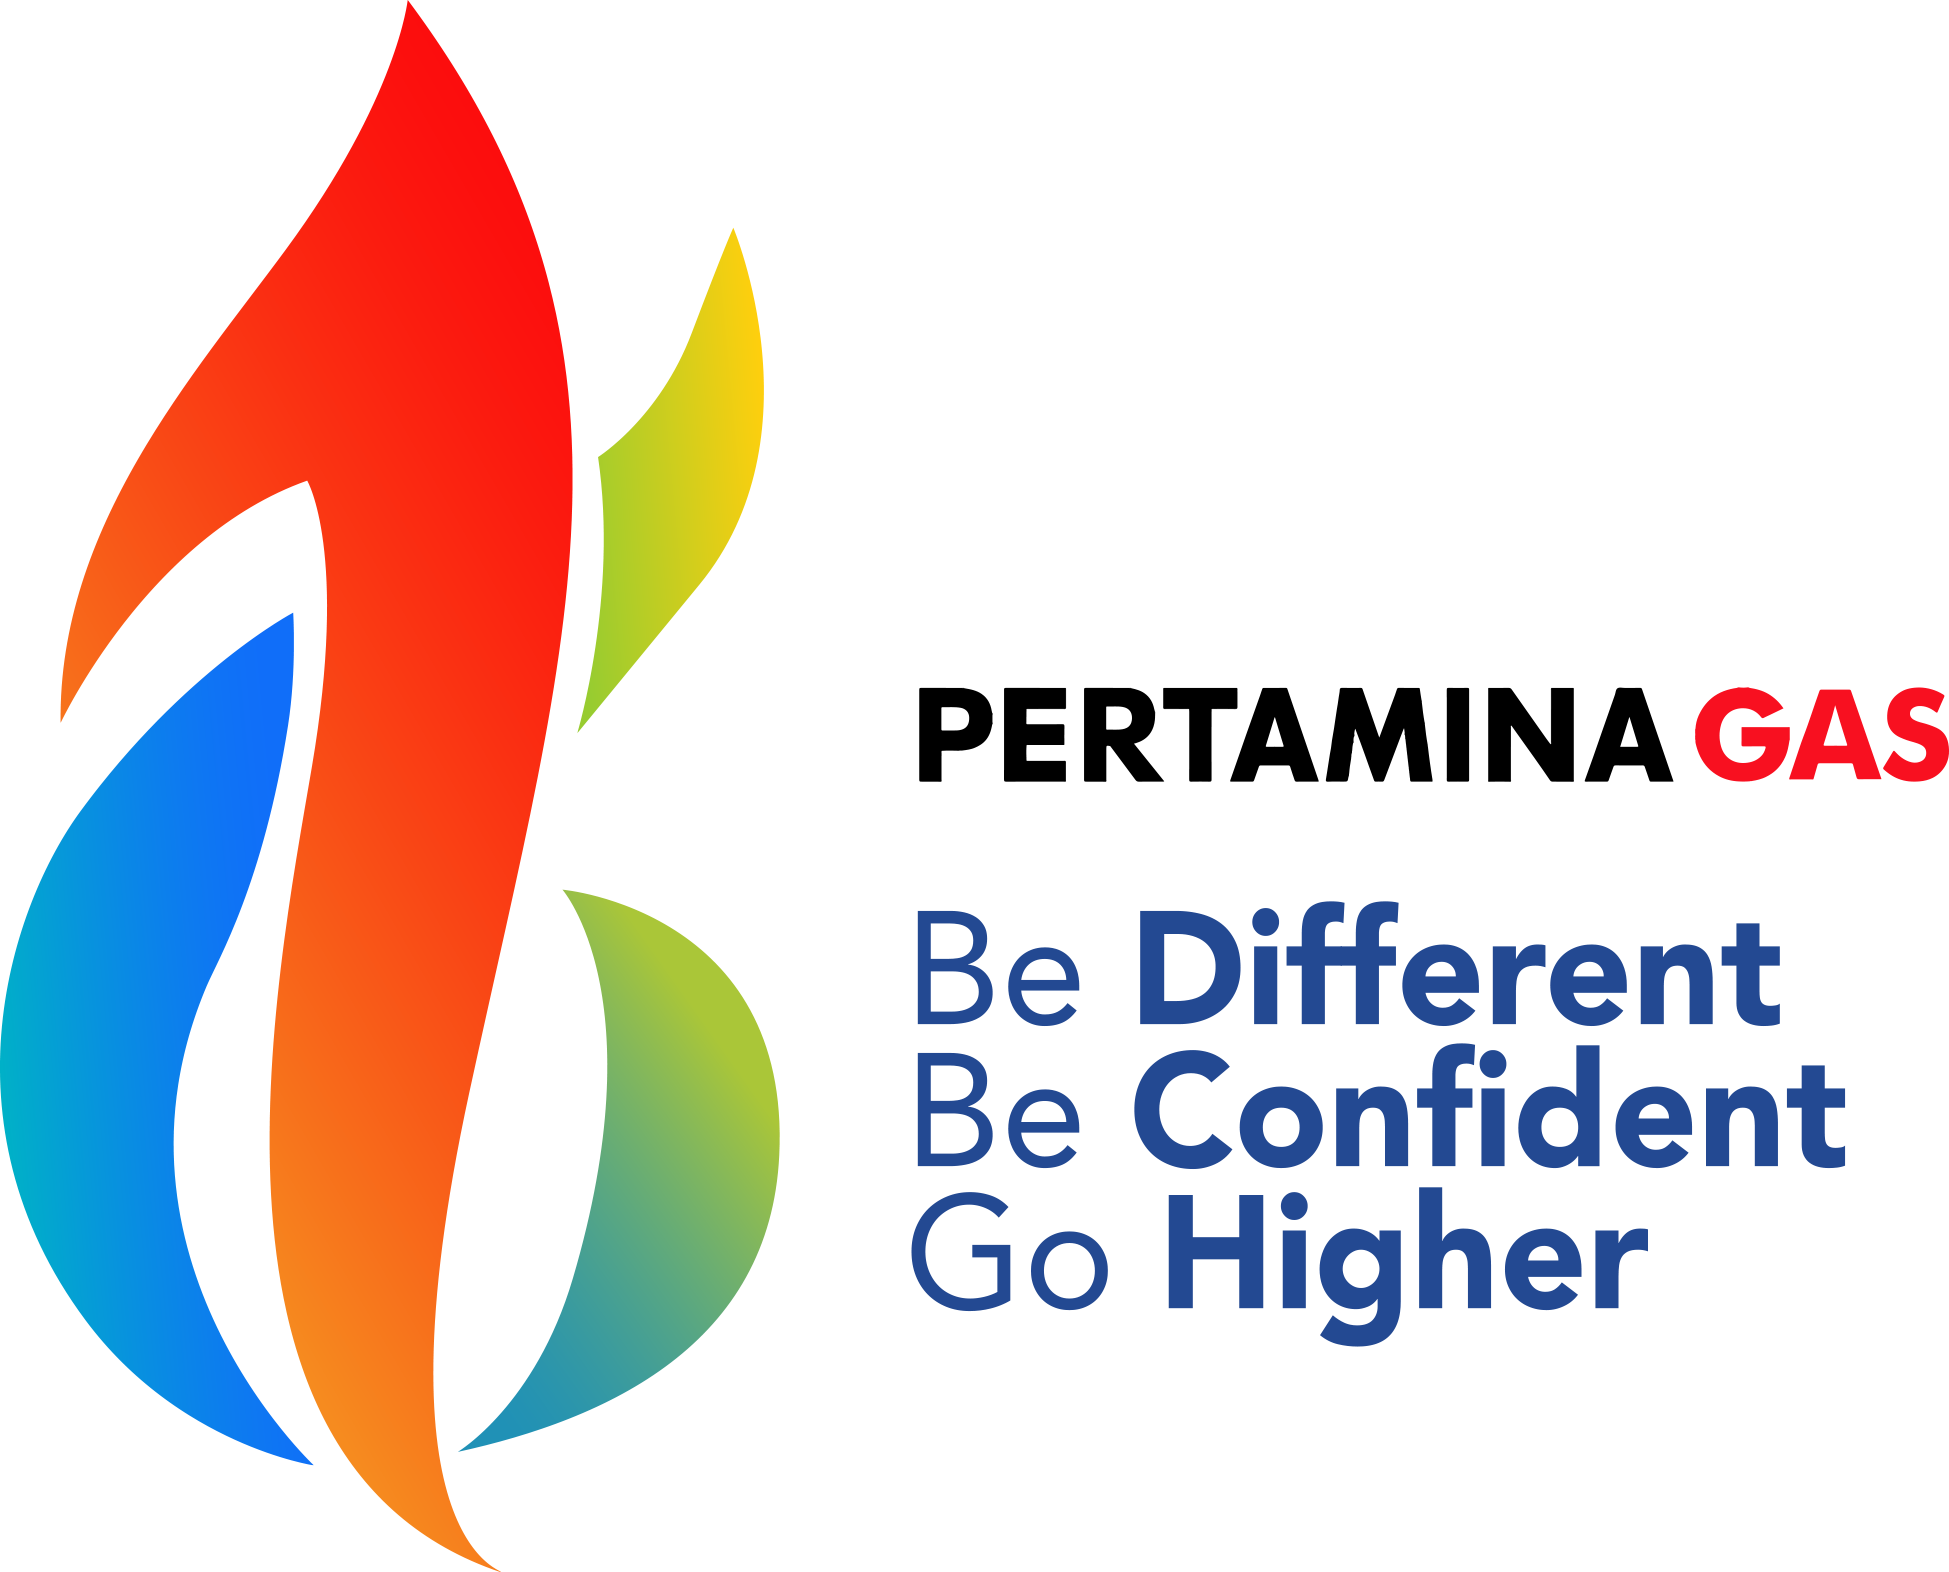 PERTAMINA GAS
Be Different
Be Confident
Go Higher